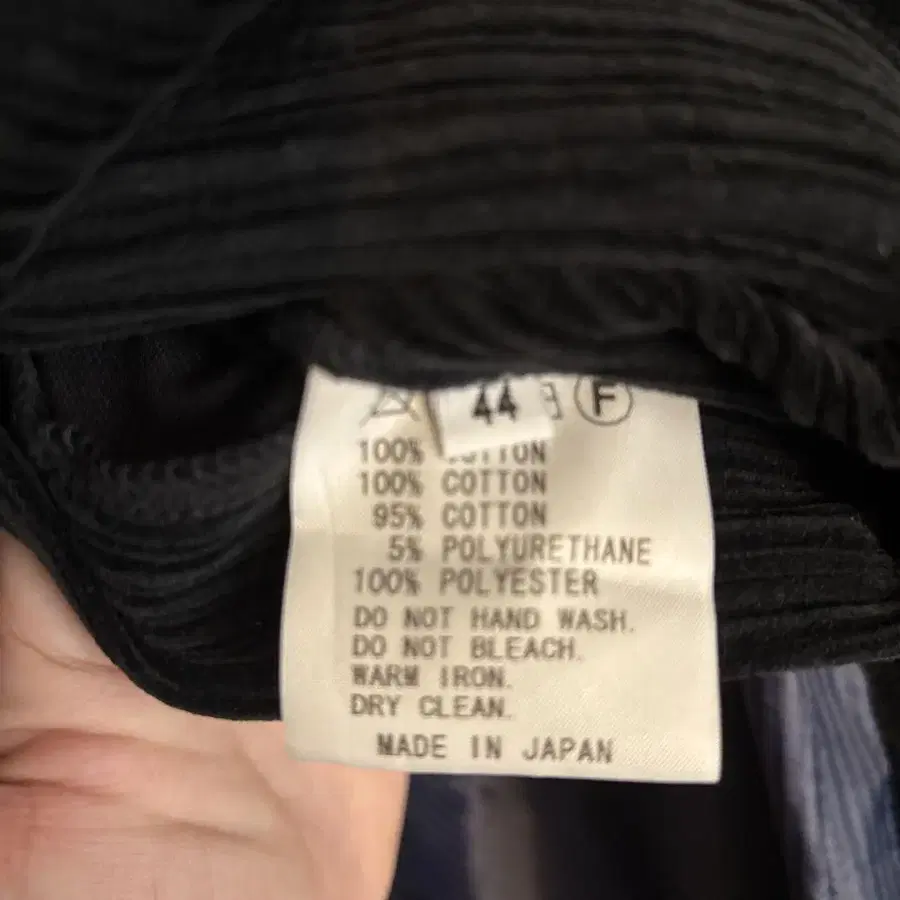 44 F
100%
100% COTTON
95% COTTON
5% POLYURETHANE
100% POLYESTER
DO NOT HAND WASH.
DO NOT BLEACH.
WARM IRON.
DRY CLEAN.
MADE IN JAPAN